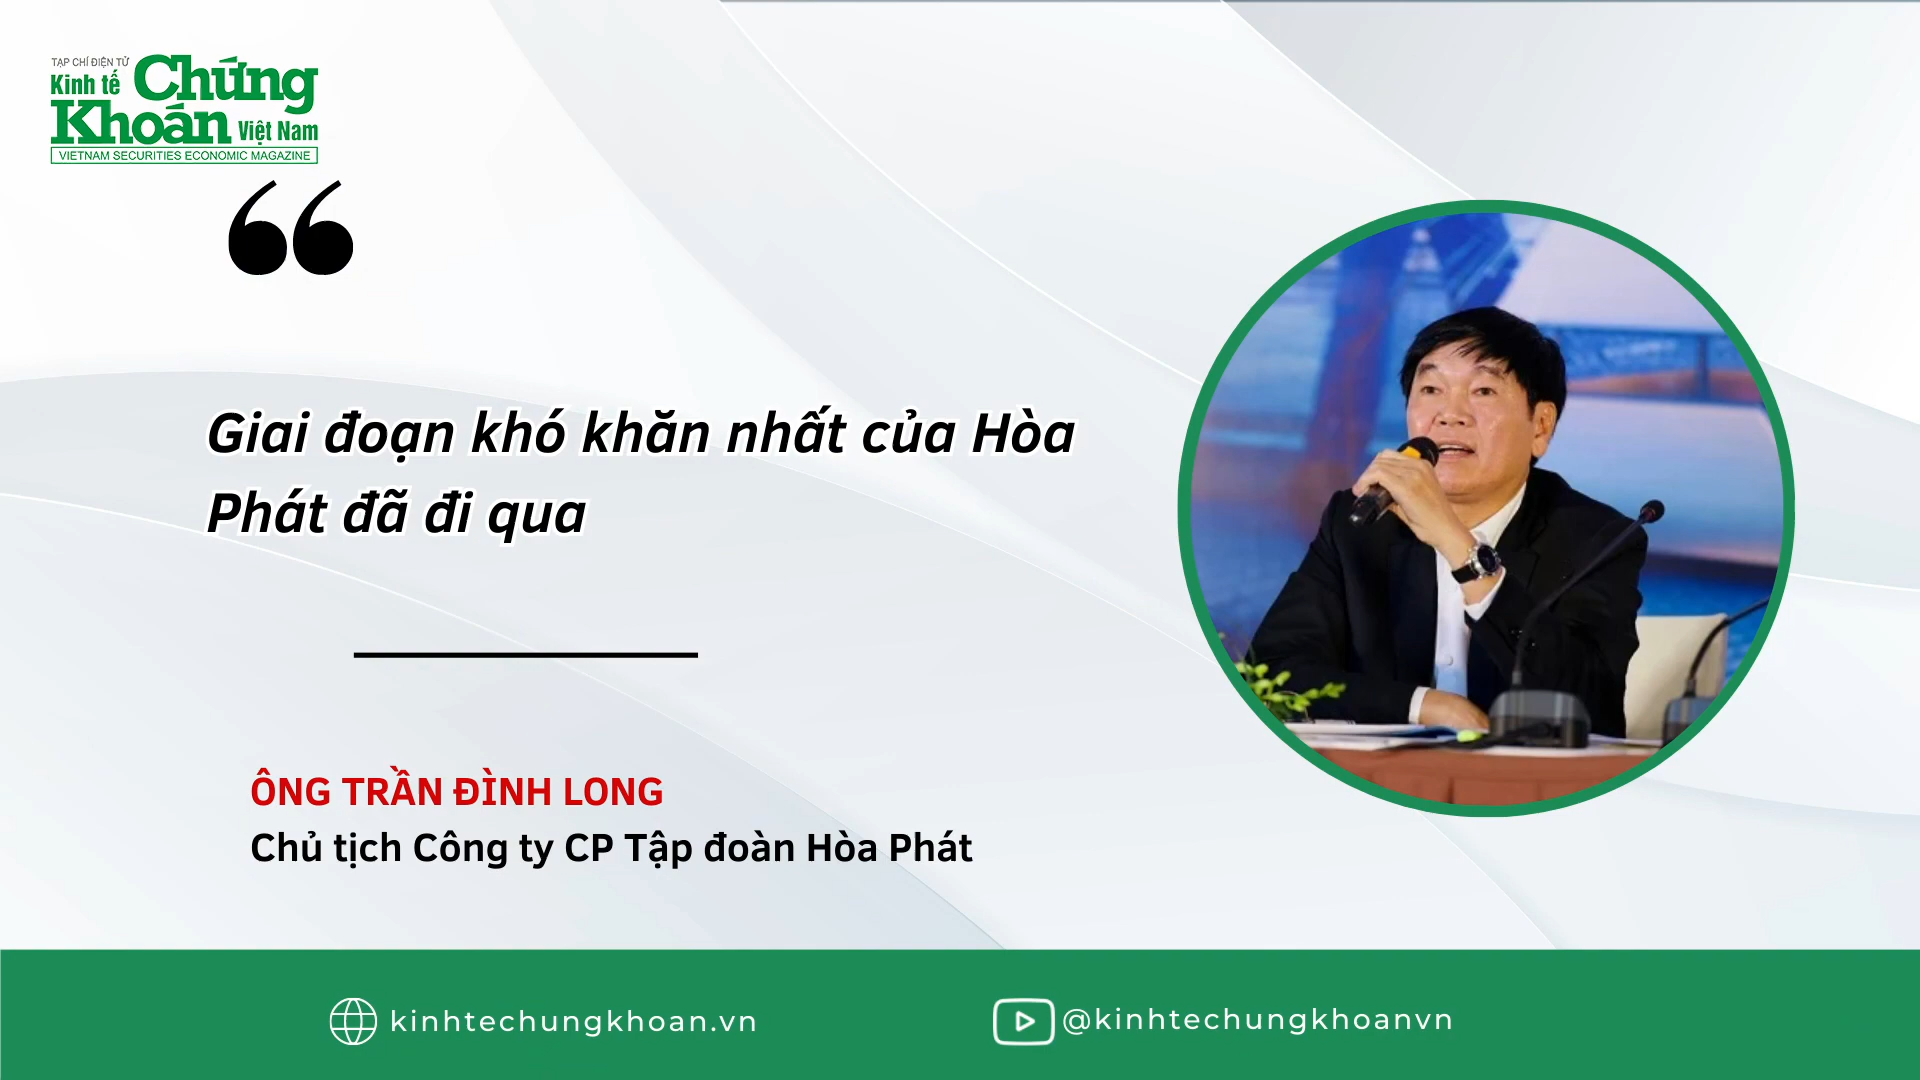 TẠP CHÍ ĐIỆN TỬ
Kinh tế Chứng
Khoán Việt Nam
VIETNAM SECURITIES ECONOMIC MAGAZINE
“
Giai đoạn khó khăn nhất của Hòa
Phát đã đi qua
ÔNG TRẦN ĐÌNH LONG
Chủ tịch Công ty CP Tập đoàn Hòa Phát
kinhtechungkhoan.vn
@kinhtechungkhoanvn